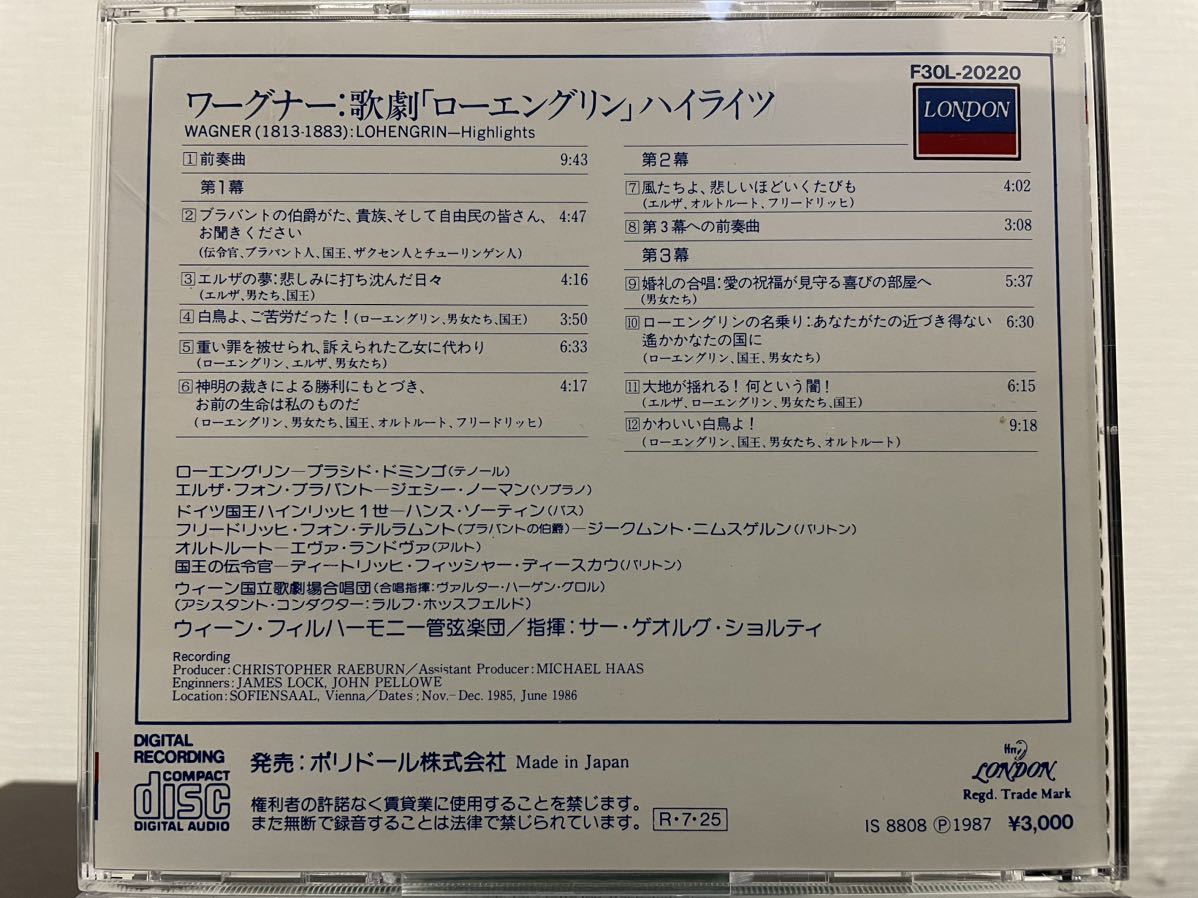 F30L-20220
LONDON
ワーグナー:歌劇「ローエングリン」ハイライツ
WAGNER (1813-1883): LOHENGRIN—Highlights
1 前奏曲 9:43
第1幕
2 ブラバントの伯爵がた、貴族、そして自由民の皆さん、 4:47
お聞きください
(伝令官、ブラバント人、国王、ザクセン人とチューリンゲン人)
3 エルザの夢:悲しみに打ち沈んだ日々 4:16
(エルザ、男たち、国王)
4 白鳥よ、ご苦労だった!(ローエングリン、男女たち、国王) 3:50
5 重い罪を被せられ、訴えられた乙女に代わり 6:33
(ローエングリン、エルザ、男女たち)
6 神明の裁きによる勝利にもとづき、 4:17
お前の生命は私のものだ
(ローエングリン、男女たち、国王、オルトルート、フリードリッヒ)
第2幕
7 風たちよ、悲しいほどいくたびも 4:02
(エルザ、オルトルート、フリードリッヒ)
8 第3幕への前奏曲 3:08
第3幕
9 婚礼の合唱:愛の祝福が見守る喜びの部屋へ 5:37
(男女たち)
10 ローエングリンの名乗り:あなたがたの近づき得ない 6:30
遙かかなたの国に
(ローエングリン、国王、男女たち)
11 大地が揺れる! 何という闇! 6:15
(エルザ、ローエングリン、男女たち、国王)
12 かわいい白鳥よ! 9:18
(ローエングリン、国王、男女たち、オルトルート)
ローエングリン—プラシド・ドミンゴ(テノール)
エルザ・フォン・ブラバント—ジェシー・ノーマン(ソプラノ)
ドイツ国王ハインリッヒ1世—ハンス・ゾーティン(バス)
フリードリッヒ・フォン・テルラムント(ブラバントの伯爵)—ジークムント・ニムスゲルン(バリトン)
オルトルート—エヴァ・ランドヴァ(アルト)
国王の伝令官—ディートリッヒ・フィッシャー・ディースカウ(バリトン)
ウィーン国立歌劇場合唱団(合唱指揮:ヴァルター・ハーゲン・グロル)
(アシスタント・コンダクター:ラルフ・ホッスフェルド)
ウィーン・フィルハーモニー管弦楽団/指揮:サー・ゲオルグ・ショルティ
Recording
Producer: CHRISTOPHER RAEBURN/Assistant Producer: MICHAEL HAAS
Enginners: JAMES LOCK, JOHN PELLOWE
Location: SOFIENSAAL, Vienna/Dates: Nov.-Dec. 1985, June 1986
DIGITAL
RECORDING
COMPACT
disc
DIGITAL AUDIO
発売:ポリドール株式会社 Made in Japan
権利者の許諾なく賃貸業に使用することを禁じます。
また無断で録音することは法律で禁じられています。 R・7・25
LONDON
Regd. Trade Mark
IS 8808 Ⓟ1987 ¥3,000